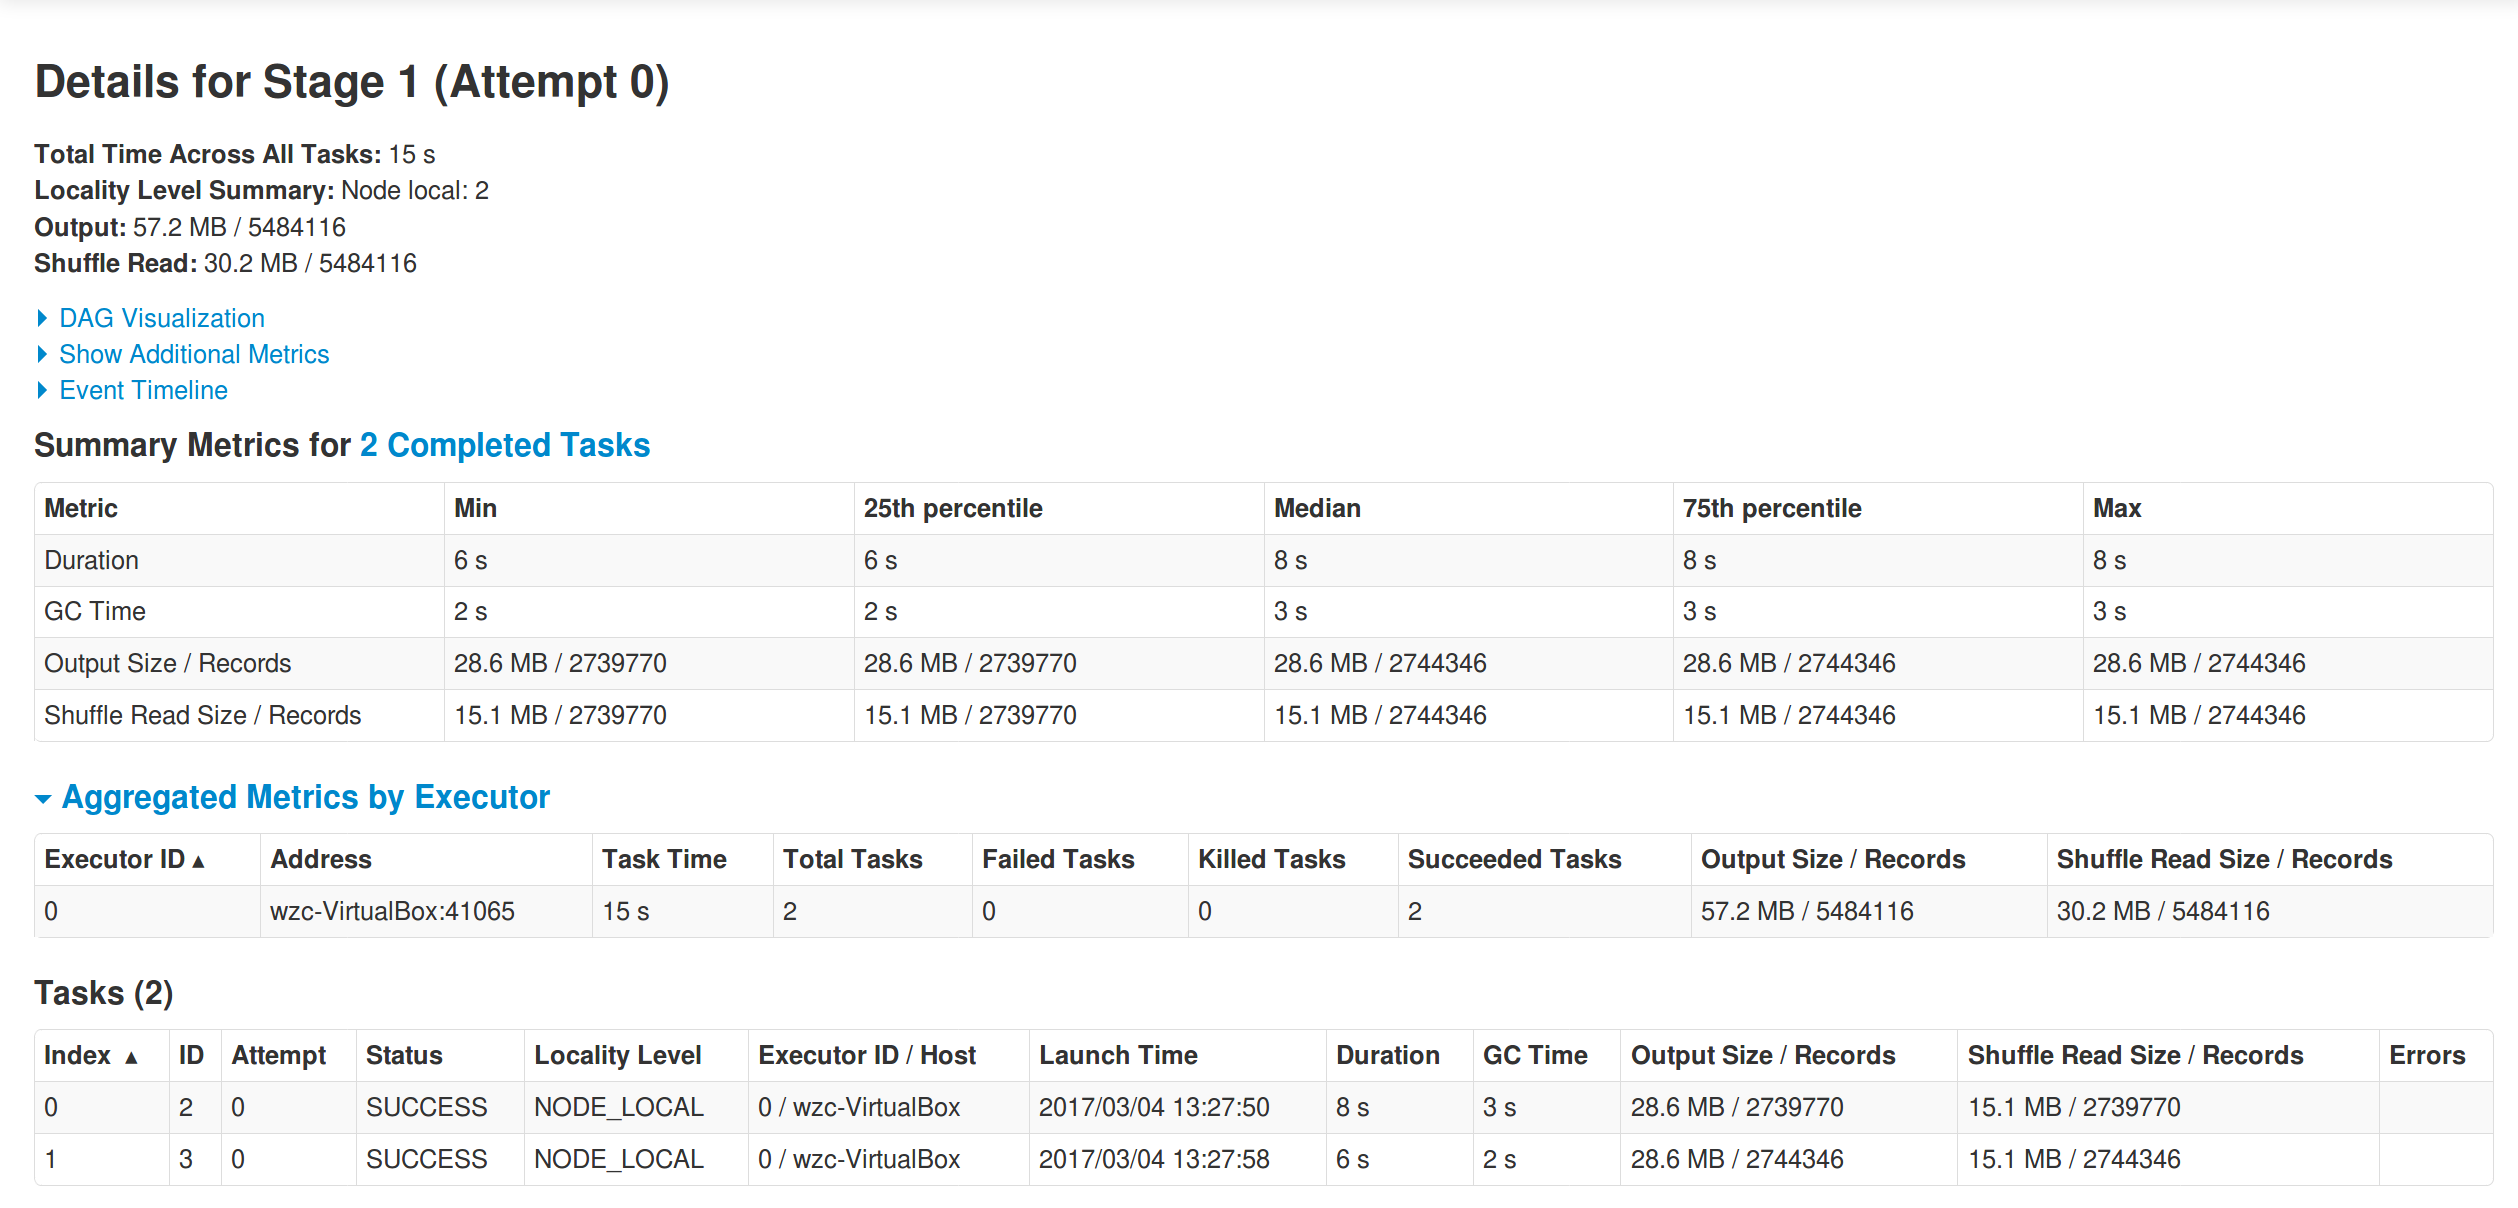 Details for Stage 1 (Attempt 0)
Total Time Across All Tasks: 15 s
Locality Level Summary: Node local: 2
Output: 57.2 MB / 5484116
Shuffle Read: 30.2 MB / 5484116
DAG Visualization
Show Additional Metrics
Event Timeline
Summary Metrics for 2 Completed Tasks
Metric Min 25th percentile Median 75th percentile Max
Duration 6 s 6 s 8 s 8 s 8 s
GC Time 2 s 2 s 3 s 3 s 3 s
Output Size / Records 28.6 MB / 2739770 28.6 MB / 2739770 28.6 MB / 2744346 28.6 MB / 2744346 28.6 MB / 2744346
Shuffle Read Size / Records 15.1 MB / 2739770 15.1 MB / 2739770 15.1 MB / 2744346 15.1 MB / 2744346 15.1 MB / 2744346
Aggregated Metrics by Executor
Executor ID ▴ Address Task Time Total Tasks Failed Tasks Killed Tasks Succeeded Tasks Output Size / Records Shuffle Read Size / Records
0 wzc-VirtualBox:41065 15 s 2 0 0 2 57.2 MB / 5484116 30.2 MB / 5484116
Tasks (2)
Index ▴ ID Attempt Status Locality Level Executor ID / Host Launch Time Duration GC Time Output Size / Records Shuffle Read Size / Records Errors
0 2 0 SUCCESS NODE_LOCAL 0 / wzc-VirtualBox 2017/03/04 13:27:50 8 s 3 s 28.6 MB / 2739770 15.1 MB / 2739770
1 3 0 SUCCESS NODE_LOCAL 0 / wzc-VirtualBox 2017/03/04 13:27:58 6 s 2 s 28.6 MB / 2744346 15.1 MB / 2744346